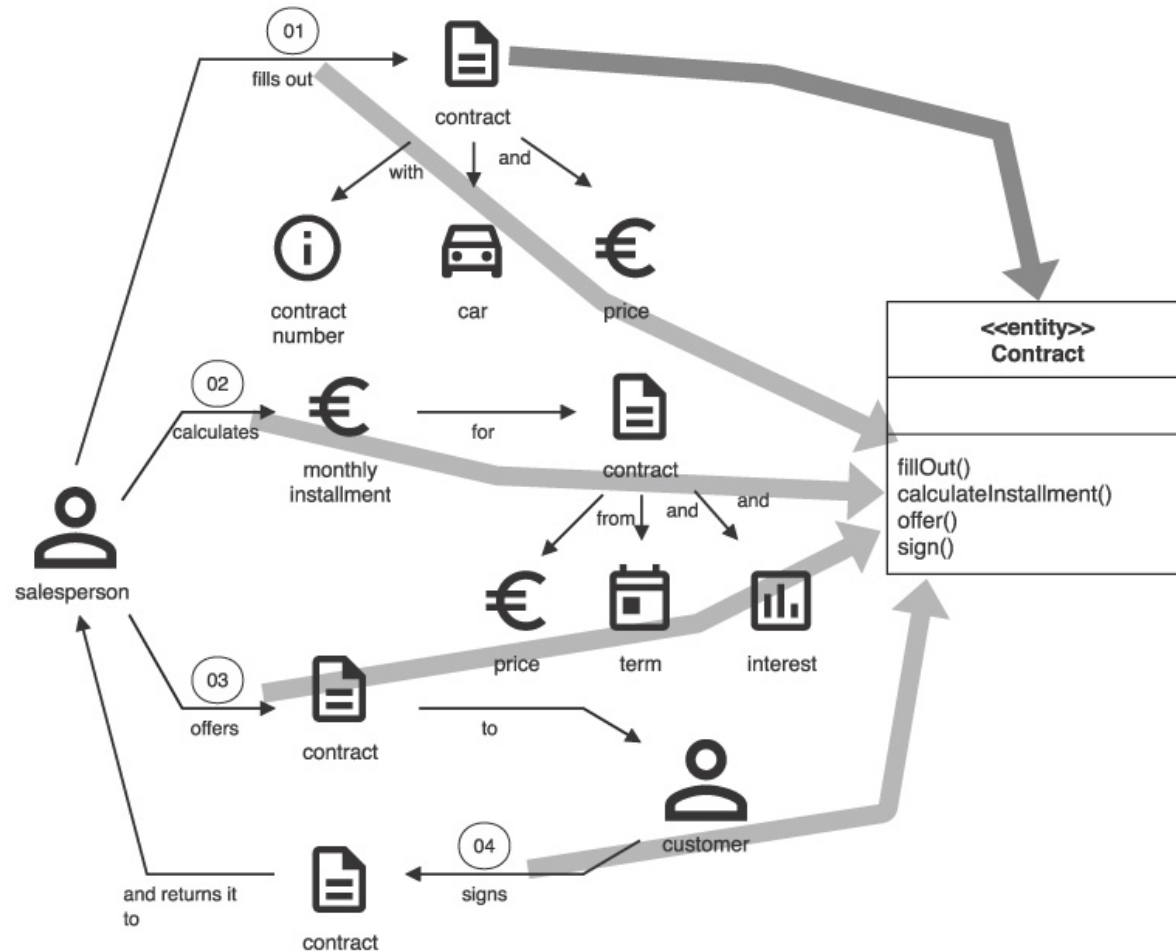 01
fills out
contract
with
and
contract
number
car
price
<<entity>>
Contract
02
calculates
monthly
installment
for
contract
from
and
and
fillOut()
calculateInstallment()
offer()
sign()
salesperson
price
term
interest
03
offers
contract
to
customer
04
signs
and returns it
to
contract